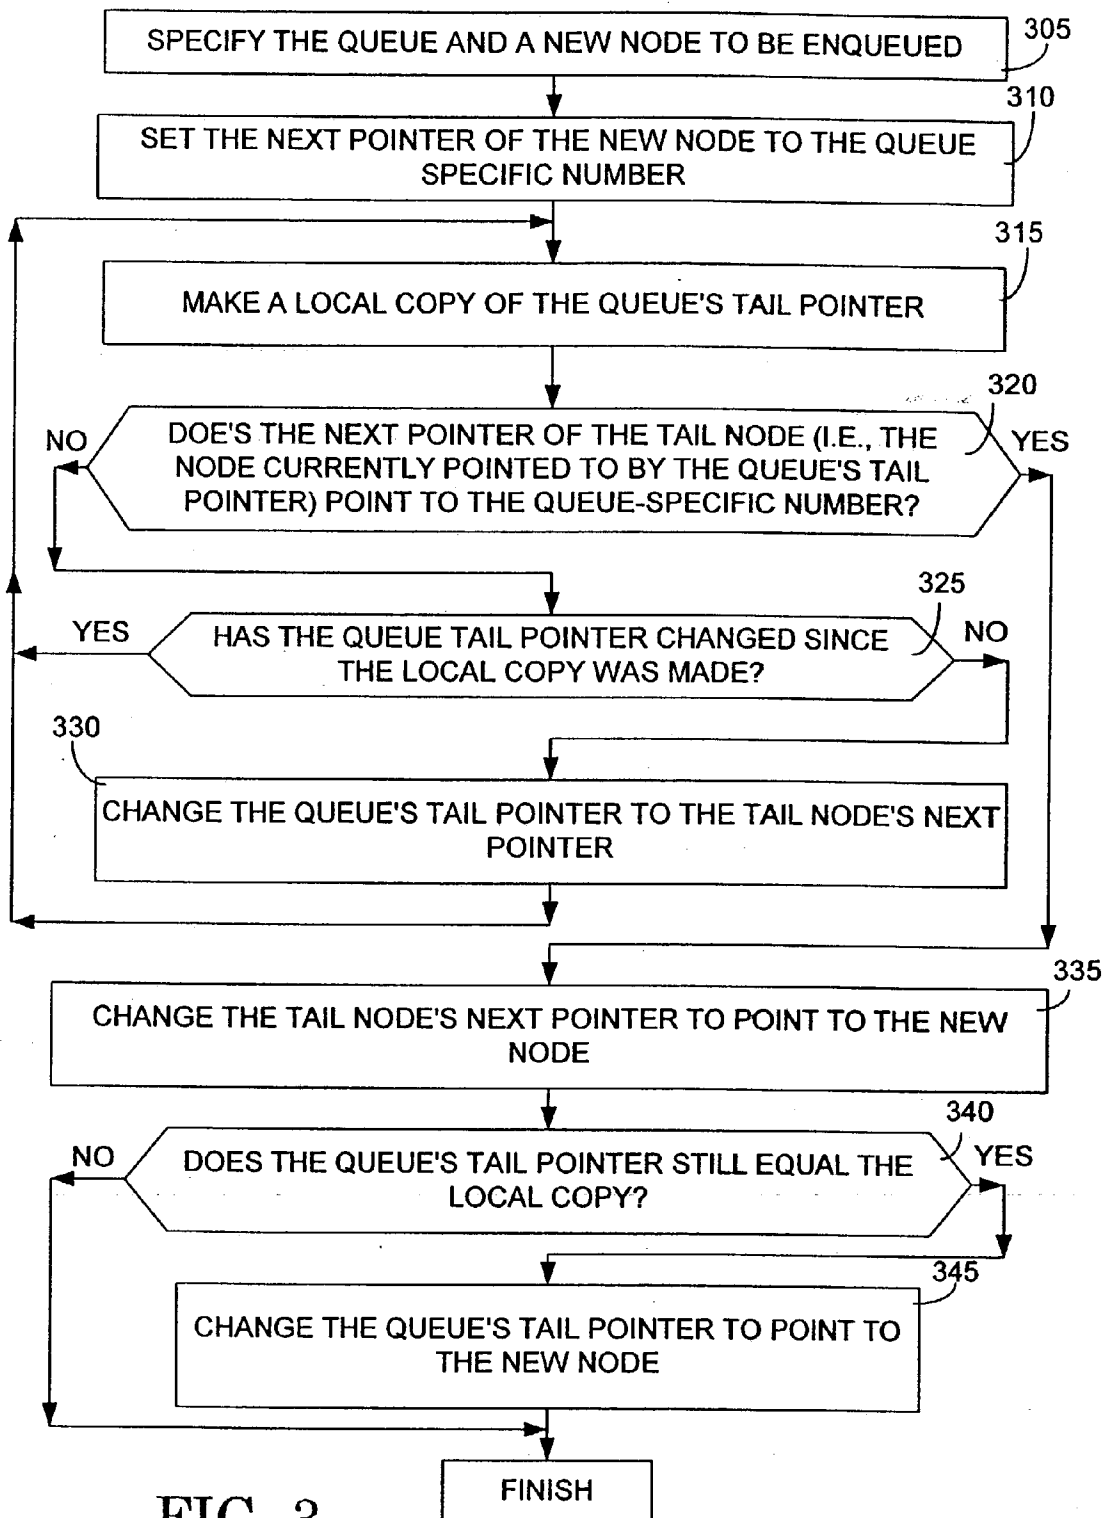 SPECIFY THE QUEUE AND A NEW NODE TO BE ENQUEUED
305
310
SET THE NEXT POINTER OF THE NEW NODE TO THE QUEUE
SPECIFIC NUMBER
315
MAKE A LOCAL COPY OF THE QUEUE'S TAIL POINTER
320
NO
DOE'S THE NEXT POINTER OF THE TAIL NODE (I.E., THE
YES
NODE CURRENTLY POINTED TO BY THE QUEUE'S TAIL
POINTER) POINT TO THE QUEUE-SPECIFIC NUMBER?
325
YES
HAS THE QUEUE TAIL POINTER CHANGED SINCE
NO
THE LOCAL COPY WAS MADE?
330
CHANGE THE QUEUE'S TAIL POINTER TO THE TAIL NODE'S NEXT
POINTER
335
CHANGE THE TAIL NODE'S NEXT POINTER TO POINT TO THE NEW
NODE
340
NO
DOES THE QUEUE'S TAIL POINTER STILL EQUAL THE
YES
LOCAL COPY?
345
CHANGE THE QUEUE'S TAIL POINTER TO POINT TO
THE NEW NODE
FINISH
FIG. 3